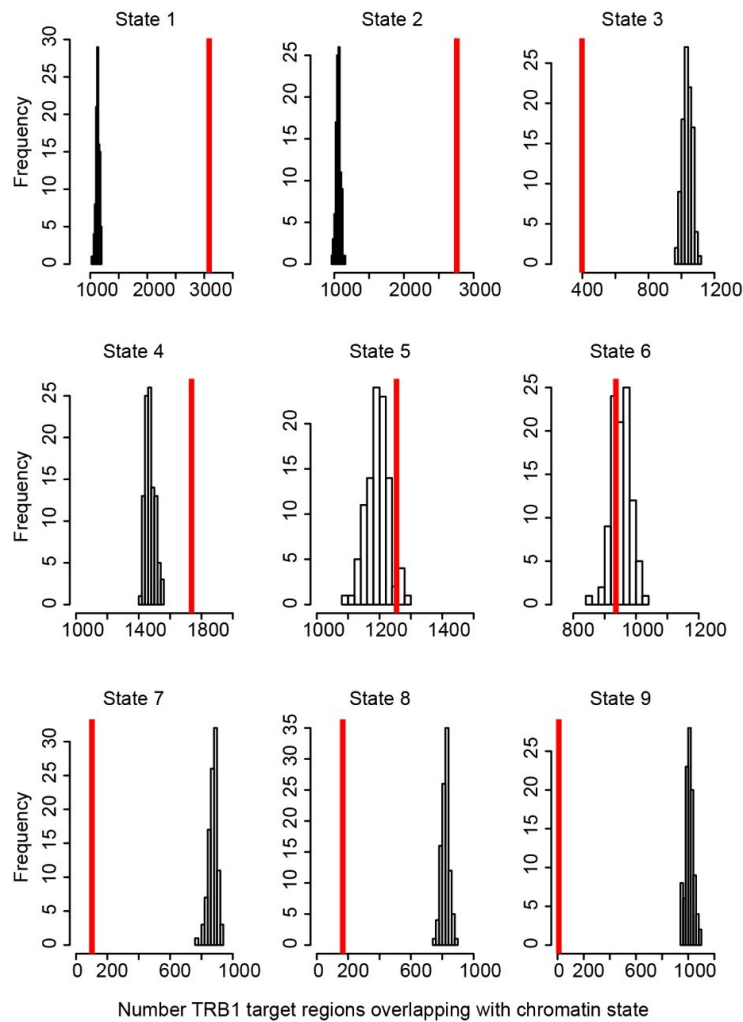 State 1 State 2 State 3
Frequency
0 5 10 15 20 25 30
1000 2000 3000
0 5 10 15 20 25
1000 2000 3000
0 5 10 15 20 25
400 800 1200
State 4 State 5 State 6
Frequency
0 5 10 15 20 25
1000 1400 1800
0 5 10 15 20
1000 1200 1400
0 5 10 15 20 25
800 1000 1200
State 7 State 8 State 9
Frequency
0 5 10 15 20 25 30
0 200 600 1000
0 5 10 15 20 25 30 35
0 200 600 1000
0 5 10 15 20 25
0 200 600 1000
Number TRB1 target regions overlapping with chromatin state